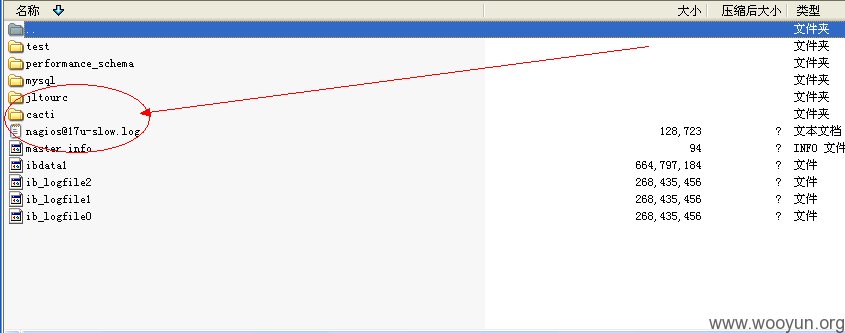 名称 大小 压缩后大小 类型
.. 文件夹
test 文件夹
performance_schema 文件夹
mysql 文件夹
jltourc 文件夹
cacti 文件夹
nagios@17u-slow.log 128,723 ? 文本文档
master.info 94 ? INFO 文件
ibdata1 664,797,184 ? 文件
ib_logfile2 268,435,456 ? 文件
ib_logfile1 268,435,456 ? 文件
ib_logfile0 268,435,456 ? 文件
www.wooyun.org